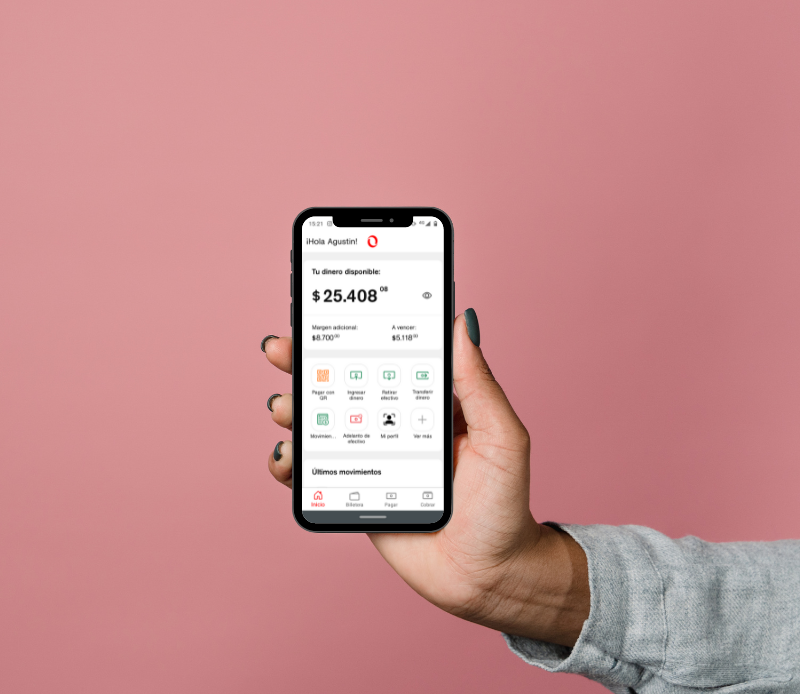 15:21 4G
¡Hola Agustin!
Tu dinero disponible:
$ 25.408 08
Margen adicional: A vencer:
$8.700 00 $5.118 00
Pagar con QR Ingresar dinero Retirar efectivo Transferir dinero
Movimien... Adelanto de efectivo Mi perfil Ver más
Últimos movimientos
Inicio Billetera Pagar Cobrar